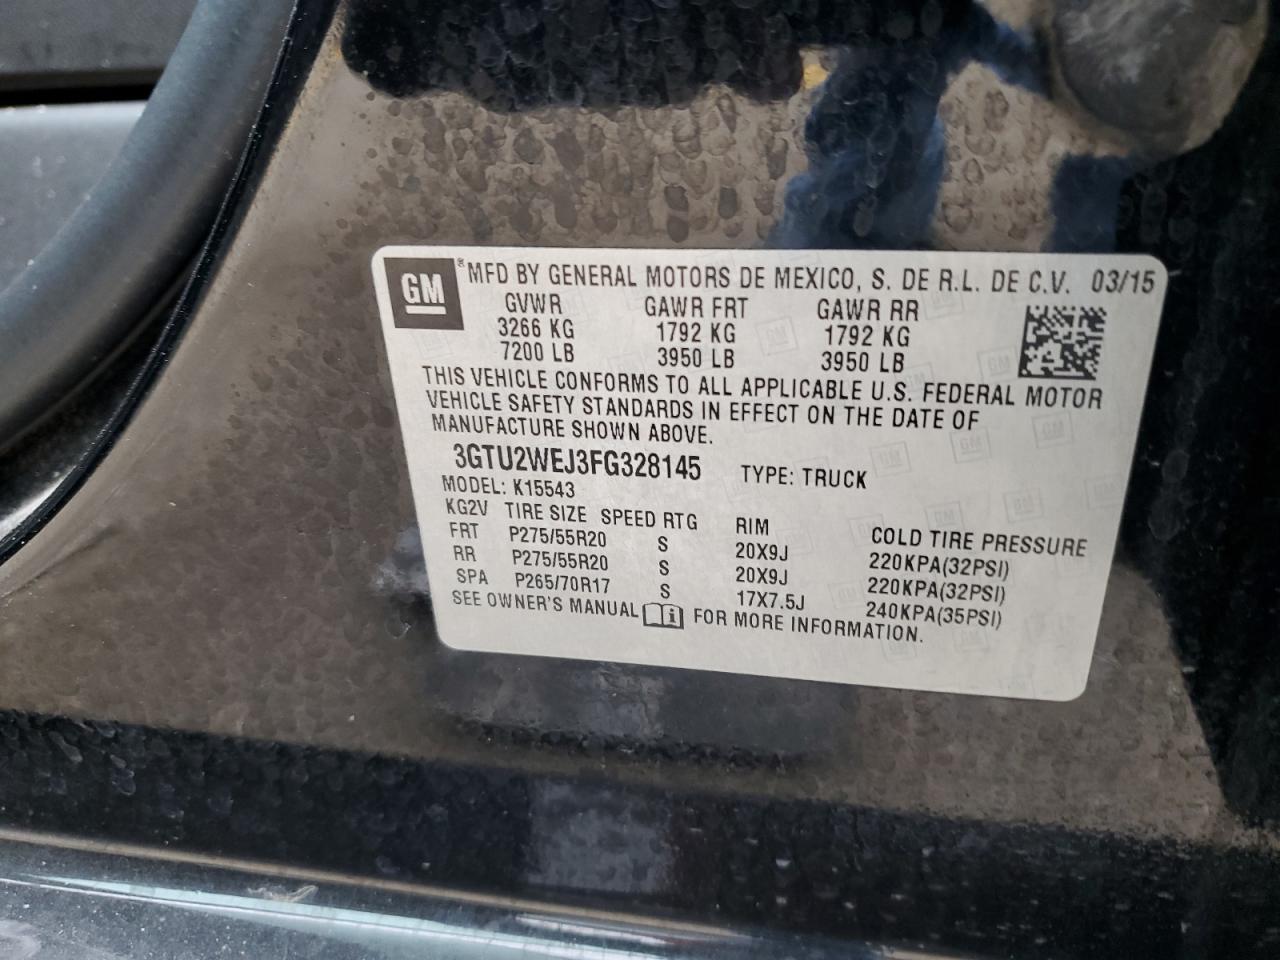 GM ® MFD BY GENERAL MOTORS DE MEXICO, S. DE R.L. DE C.V. 03/15
GVWR GAWR FRT GAWR RR
3266 KG 1792 KG 1792 KG
7200 LB 3950 LB 3950 LB
THIS VEHICLE CONFORMS TO ALL APPLICABLE U.S. FEDERAL MOTOR
VEHICLE SAFETY STANDARDS IN EFFECT ON THE DATE OF
MANUFACTURE SHOWN ABOVE.
3GTU2WEJ3FG328145 TYPE: TRUCK
MODEL: K15543
KG2V TIRE SIZE SPEED RTG RIM COLD TIRE PRESSURE
FRT P275/55R20 S 20X9J 220KPA(32PSI)
RR P275/55R20 S 20X9J 220KPA(32PSI)
SPA P265/70R17 S 17X7.5J 240KPA(35PSI)
SEE OWNER'S MANUAL i FOR MORE INFORMATION.